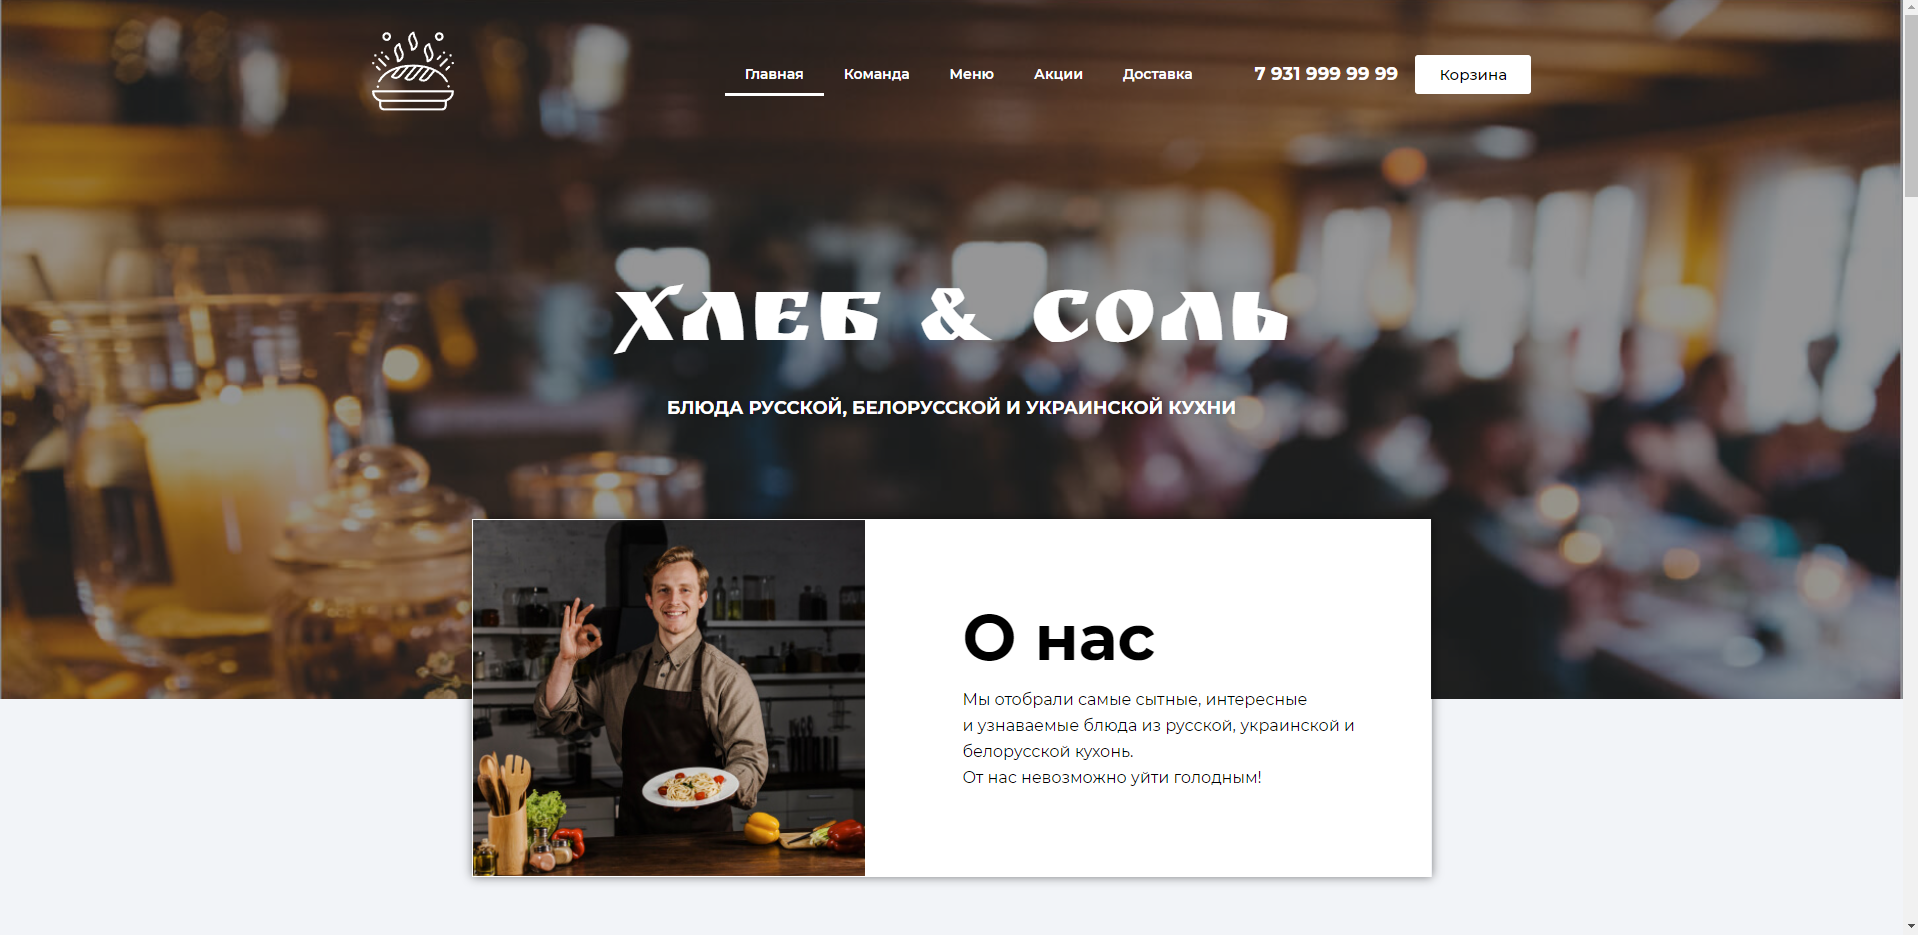 Главная
Команда
Меню
Акции
Доставка
7 931 999 99 99
Корзина
ХЛЕБ & СОЛЬ
БЛЮДА РУССКОЙ, БЕЛОРУССКОЙ И УКРАИНСКОЙ КУХНИ
О нас
Мы отобрали самые сытные, интересные
и узнаваемые блюда из русской, украинской и
белорусской кухонь.
От нас невозможно уйти голодным!